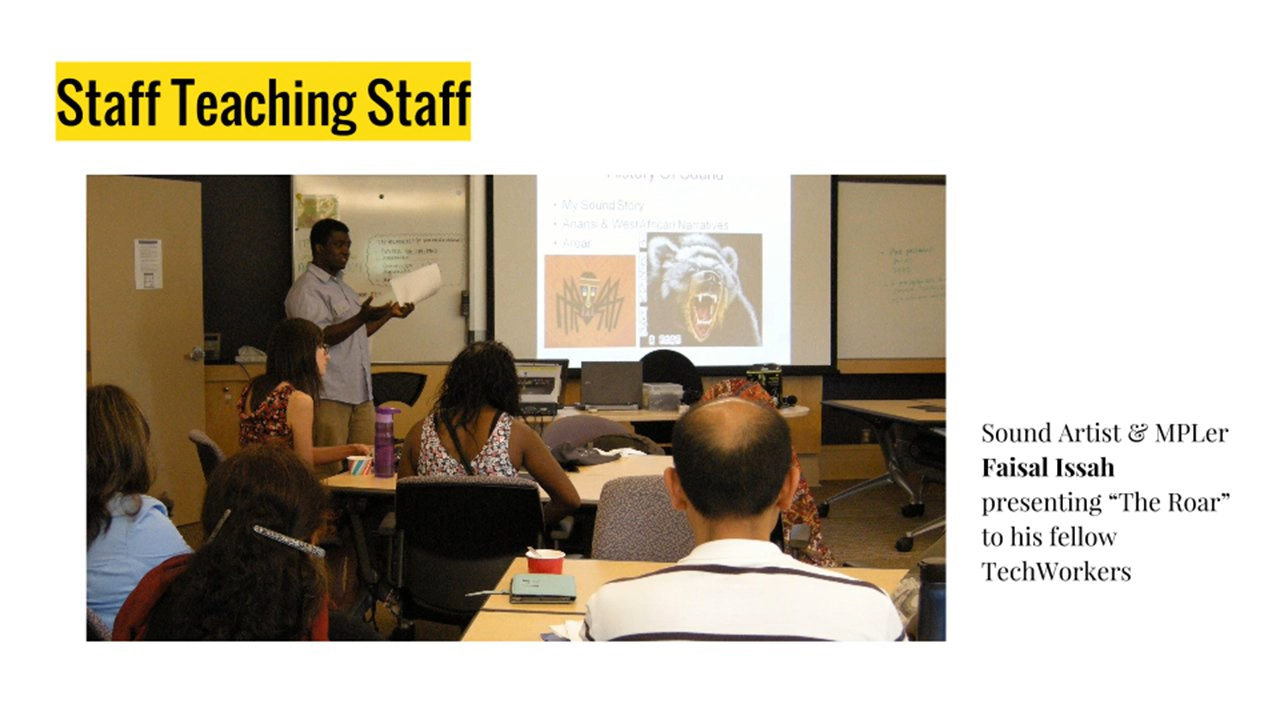 Staff Teaching Staff
History Of Sound
• My Sound Story
• Anansi & West African Narratives
• Aroar
Sound Artist & MPLer
Faisal Issah
presenting “The Roar”
to his fellow
TechWorkers